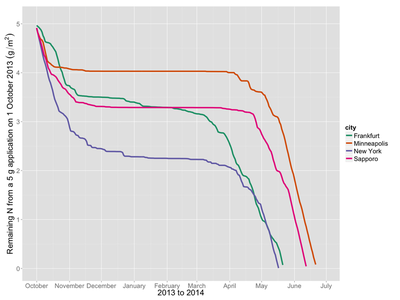 Remaining N from a 5 g application on 1 October 2013 (g/m²)
5
4
3
2
1
0
October November December January February March April May June July
2013 to 2014
city
Frankfurt
Minneapolis
New York
Sapporo